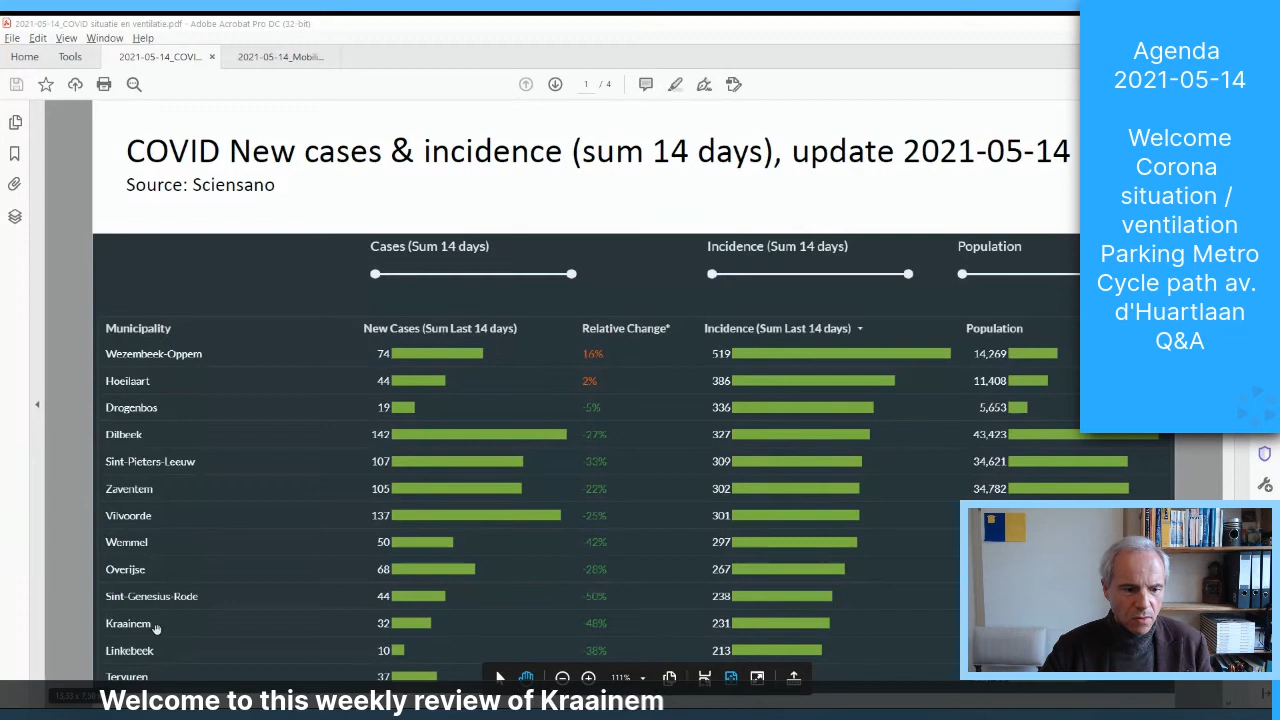 2021-05-14_COVID situatie en ventilatie.pdf - Adobe Acrobat Pro DC (32-bit)
File Edit View Window Help
Home Tools 2021-05-14_COVI... × 2021-05-14_Mobili...
1 / 4
COVID New cases & incidence (sum 14 days), update 2021-05-14
Source: Sciensano
Cases (Sum 14 days) Incidence (Sum 14 days) Population
Municipality New Cases (Sum Last 14 days) Relative Change* Incidence (Sum Last 14 days) Population
Wezembeek-Oppem 74 16% 519 14,269
Hoeilaart 44 2% 386 11,408
Drogenbos 19 -5% 336 5,653
Dilbeek 142 -27% 327 43,423
Sint-Pieters-Leeuw 107 -33% 309 34,621
Zaventem 105 -22% 302 34,782
Vilvoorde 137 -25% 301
Wemmel 50 -42% 297
Overijse 68 -28% 267
Sint-Genesius-Rode 44 -50% 238
Kraainem 32 -48% 231
Linkebeek 10 -38% 213
Tervuren 37
111%
Agenda
2021-05-14
Welcome
Corona
situation /
ventilation
Parking Metro
Cycle path av.
d'Huartlaan
Q&A
Welcome to this weekly review of Kraainem